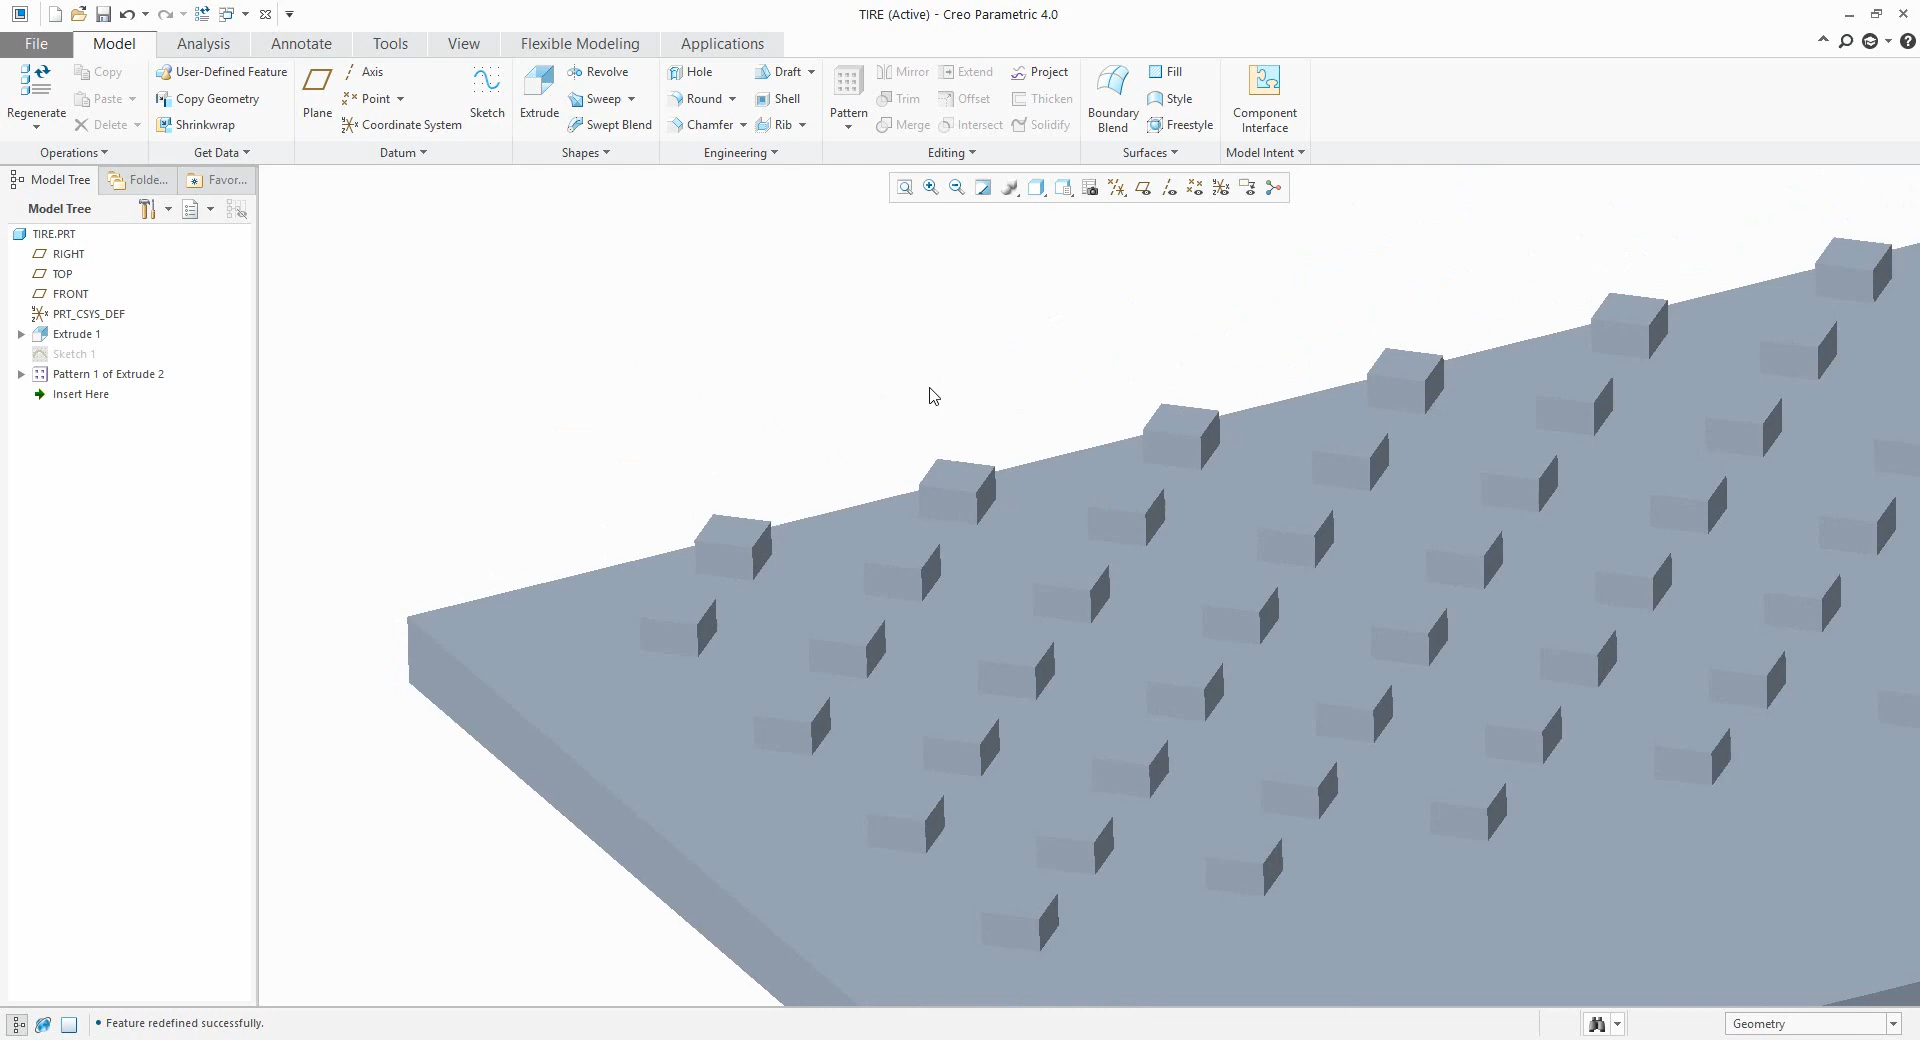 TIRE (Active) - Creo Parametric 4.0
File Model Analysis Annotate Tools View Flexible Modeling Applications
Regenerate
Copy
Paste
Delete
Operations
User-Defined Feature
Copy Geometry
Shrinkwrap
Get Data
Plane
Axis
Point
Coordinate System
Sketch
Datum
Extrude
Revolve
Sweep
Swept Blend
Shapes
Hole
Round
Chamfer
Draft
Shell
Rib
Engineering
Pattern
Mirror
Trim
Merge
Extend
Offset
Intersect
Project
Thicken
Solidify
Editing
Boundary
Blend
Fill
Style
Freestyle
Surfaces
Component
Interface
Model Intent
Model Tree Folde... Favor...
Model Tree
TIRE.PRT
RIGHT
TOP
FRONT
PRT_CSYS_DEF
Extrude 1
Sketch 1
Pattern 1 of Extrude 2
Insert Here
• Feature redefined successfully.
Geometry